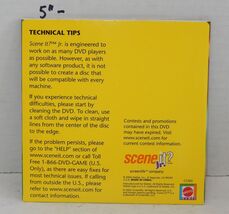 5"-
TECHNICAL TIPS
Scene It?™ Jr. is engineered to
work on as many DVD players
as possible. However, as with
any software product, it is not
possible to create a disc that
will be compatible with every
machine.
If you experience technical
difficulties, please start by
cleaning the DVD. To clean, use
a soft cloth and wipe in straight
lines from the center of the disc
to the edge.
If the problem persists, please
go to the "HELP" section of
www.sceneit.com or call Toll
Free 1-866-DVD-GAME (U.S.
Only), as there are easy fixes for
most technical issues. If calling
from outside the U.S., please
refer to www.sceneit.com for
contact information.
Contests and promotions
contained in this DVD
may have expired. Visit
www.sceneit.com for
current contest information.
scene it?
jr.
screenlife company
MATTEL